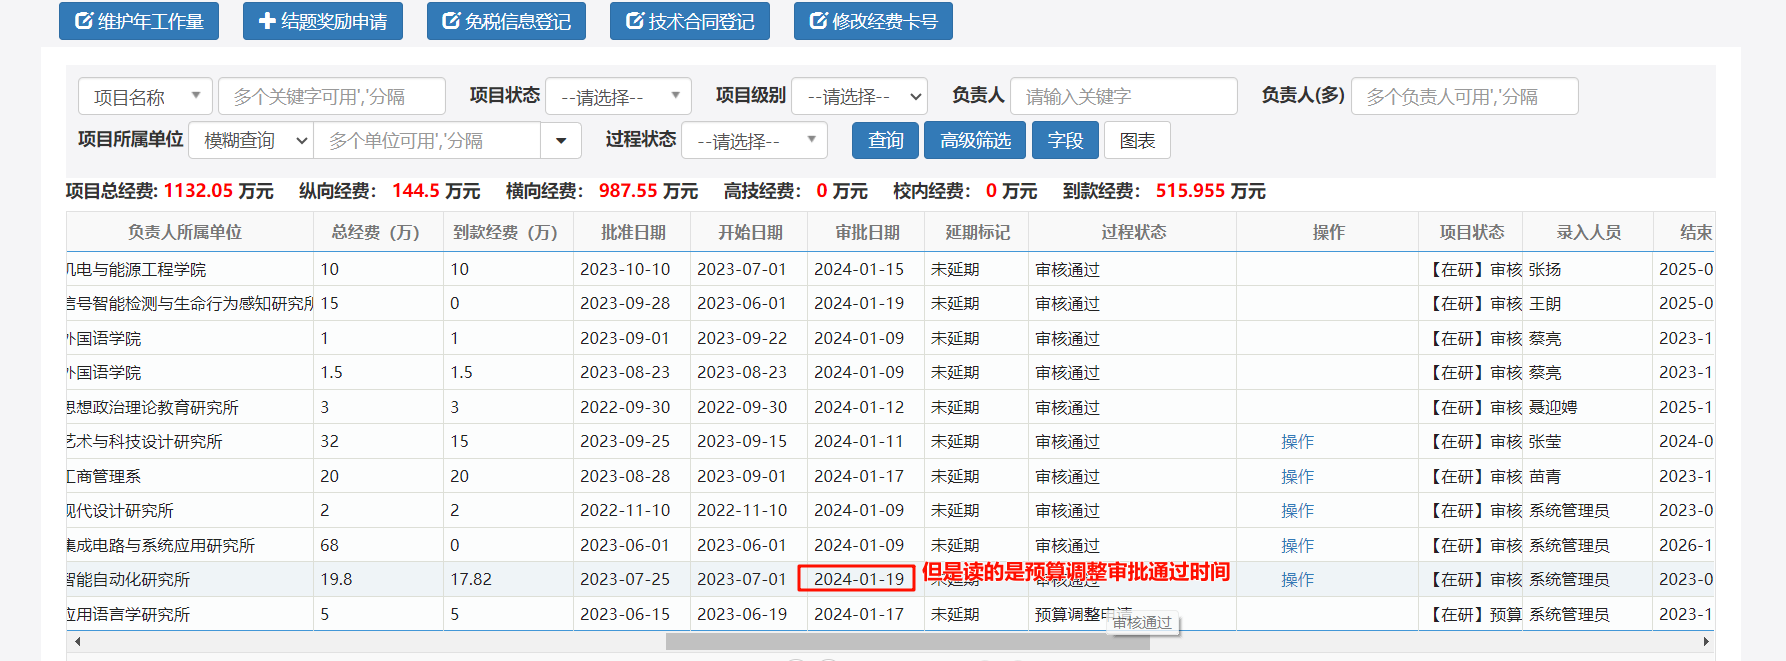 维护年工作量 结题奖励申请 免税信息登记 技术合同登记 修改经费卡号
项目名称 多个关键字可用','分隔 项目状态 --请选择-- 项目级别 --请选择-- 负责人 请输入关键字 负责人(多) 多个负责人可用','分隔
项目所属单位 模糊查询 多个单位可用','分隔 过程状态 --请选择-- 查询 高级筛选 字段 图表
项目总经费: 1132.05 万元 纵向经费: 144.5 万元 横向经费: 987.55 万元 高技经费: 0 万元 校内经费: 0 万元 到款经费: 515.955 万元
负责人所属单位 总经费 (万) 到款经费 (万) 批准日期 开始日期 审批日期 延期标记 过程状态 操作 项目状态 录入人员 结束
机电与能源工程学院 10 10 2023-10-10 2023-07-01 2024-01-15 未延期 审核通过 【在研】审核 张扬 2025-0
信号智能检测与生命行为感知研究所 15 0 2023-09-28 2023-06-01 2024-01-19 未延期 审核通过 【在研】审核 王朗 2025-0
外国语学院 1 1 2023-09-01 2023-09-22 2024-01-09 未延期 审核通过 【在研】审核 蔡亮 2023-1
外国语学院 1.5 1.5 2023-08-23 2023-08-23 2024-01-09 未延期 审核通过 【在研】审核 蔡亮 2023-1
思想政治理论教育研究所 3 3 2022-09-30 2022-09-30 2024-01-12 未延期 审核通过 【在研】审核 聂迎娉 2025-1
艺术与科技设计研究所 32 15 2023-09-25 2023-09-15 2024-01-11 未延期 审核通过 操作 【在研】审核 张莹 2024-0
工商管理系 20 20 2023-08-28 2023-09-01 2024-01-17 未延期 审核通过 操作 【在研】审核 苗青 2023-1
现代设计研究所 2 2 2022-11-10 2022-11-10 2024-01-09 未延期 审核通过 操作 【在研】审核 系统管理员 2023-0
集成电路与系统应用研究所 68 0 2023-06-01 2023-06-01 2024-01-09 未延期 审核通过 操作 【在研】审核 系统管理员 2026-1
智能自动化研究所 19.8 17.82 2023-07-25 2023-07-01 2024-01-19 未延期 审核通过 操作 【在研】审核 系统管理员 2023-0
但是读的是预算调整审批通过时间
应用语言学研究所 5 5 2023-06-15 2023-06-19 2024-01-17 未延期 预算调整申请 【在研】预算 系统管理员 2023-1
审核通过